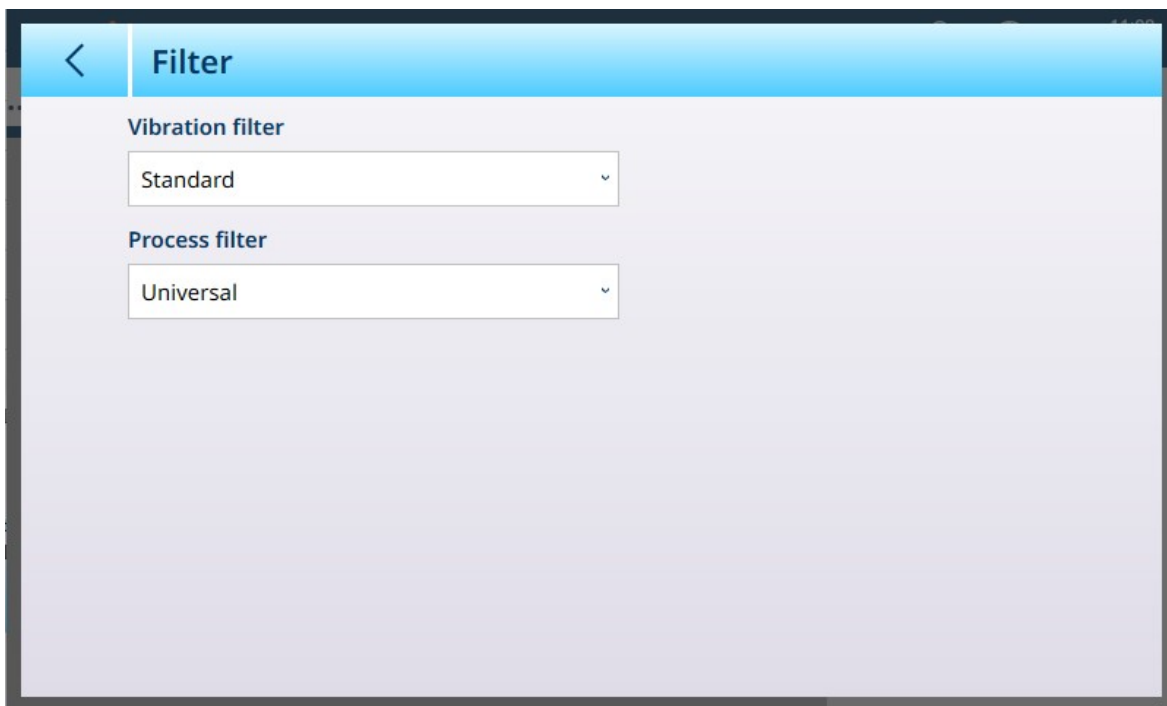 Filter
Vibration filter
Standard
Process filter
Universal